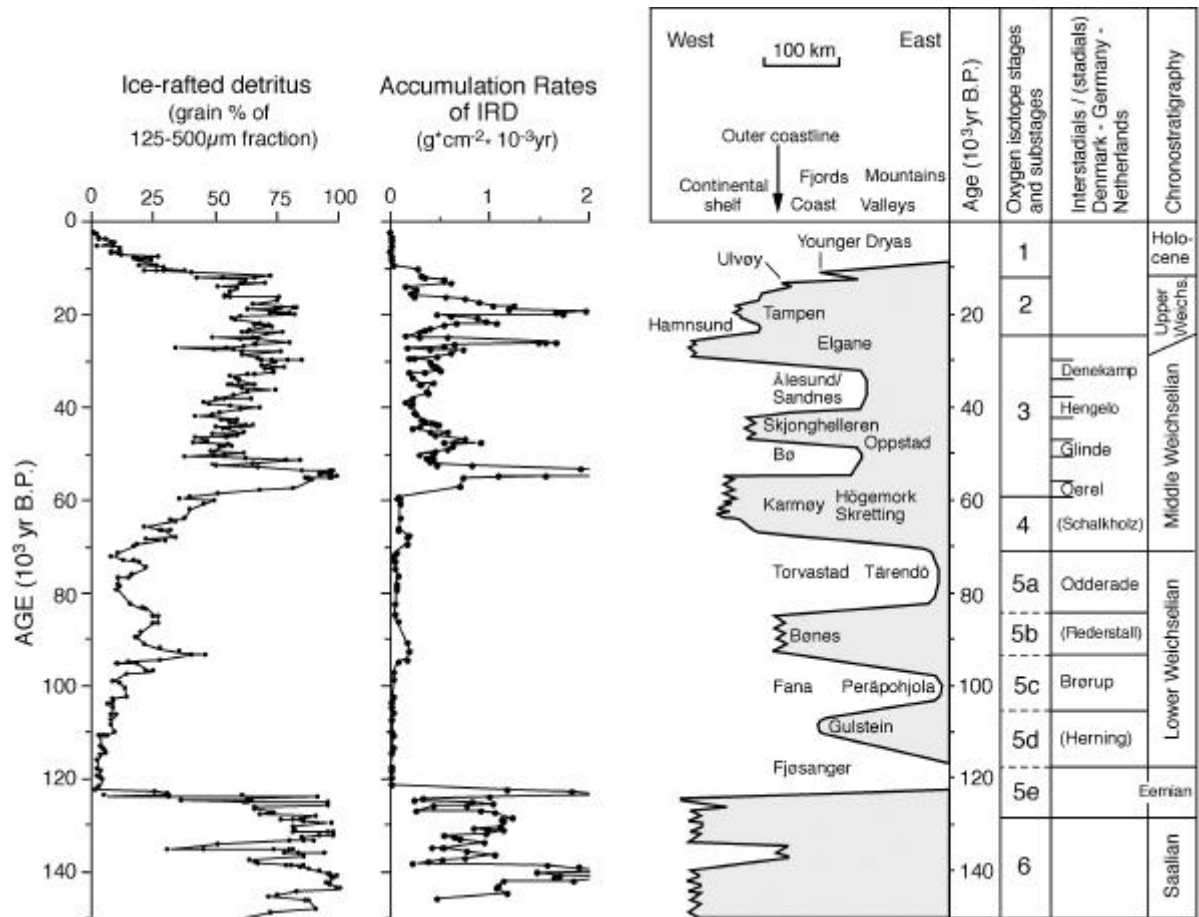 Ice-rafted detritus
(grain % of
125-500µm fraction)
0 25 50 75 100
Accumulation Rates
of IRD
(g*cm-2* 10-3yr)
0 1 2
AGE (10³ yr B.P.)
0
20
40
60
80
100
120
140
West East
100 km
Outer coastline
Continental
shelf
Fjords
Coast
Mountains
Valleys
Younger Dryas
Ulvøy
Tampen
Hamnsund
Elgane
Ålesund/
Sandnes
Skjonghelleren
Oppstad
Bø
Karmøy
Högemork
Skretting
Torvastad Tärendö
Bønes
Fana Peräpohjola
Gulstein
Fjøsanger
Age (10³yr B.P.)
20
40
60
80
100
120
140
Oxygen isotope stages
and substages
1
2
3
4
5a
5b
5c
5d
5e
6
Interstadials / (stadials)
Denmark - Germany -
Netherlands
Denekamp
Hengelo
Glinde
Oerel
(Schalkholz)
Odderade
(Rederstall)
Brørup
(Herning)
Chronostratigraphy
Holo-
cene
Upper
Weichs.
Middle Weichselian
Lower Weichselian
Eemian
Saalian